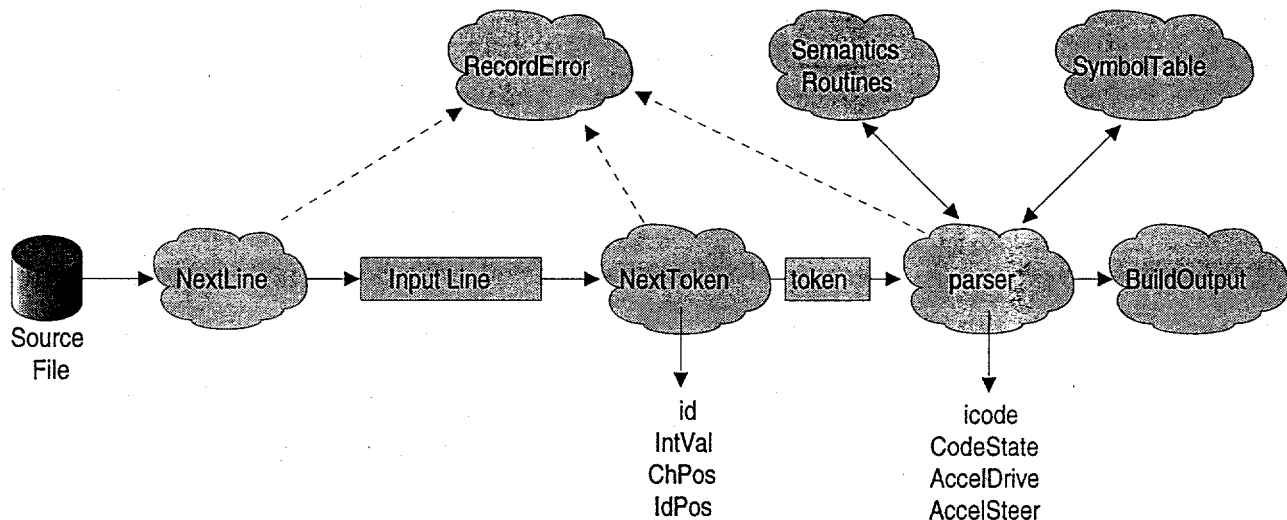 RecordError
Semantics
Routines
SymbolTable
Source
File
NextLine
Input Line
NextToken
token
parser
BuildOutput
id
IntVal
ChPos
IdPos
icode
CodeState
AccelDrive
AccelSteer